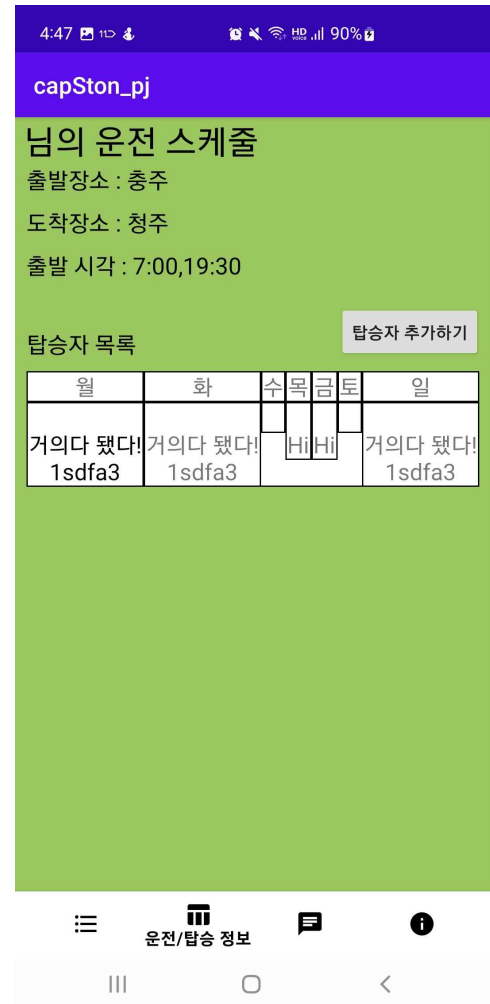 4:47
90%
capSton_pj
님의 운전 스케줄
출발장소 : 충주
도착장소 : 청주
출발 시각 : 7:00,19:30
탑승자 추가하기
탑승자 목록
월 화 수 목 금 토 일
거의다 됐다! 거의다 됐다! Hi Hi 거의다 됐다!
1sdfa3 1sdfa3 1sdfa3
운전/탑승 정보